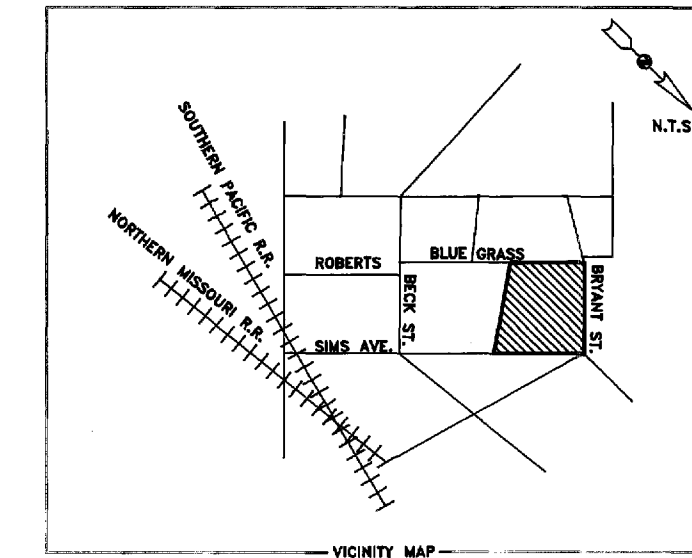 N.T.S
SOUTHERN PACIFIC R.R.
NORTHERN MISSOURI R.R.
ROBERTS
BLUE GRASS
BECK ST.
BRYANT ST.
SIMS AVE.
VICINITY MAP